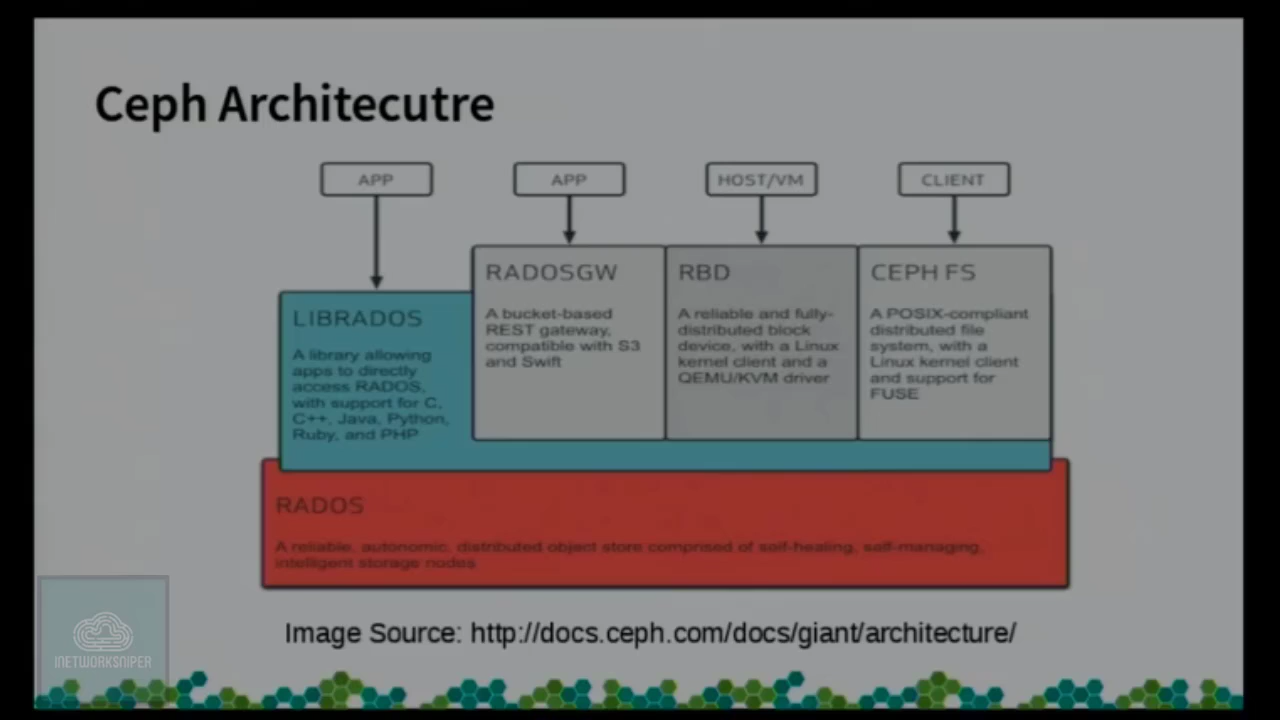 Ceph Architecutre
APP
APP
HOST/VM
CLIENT
LIBRADOS
A library allowing
apps to directly
access RADOS,
with support for C,
C++, Java, Python,
Ruby, and PHP
RADOSGW
A bucket-based
REST gateway,
compatible with S3
and Swift
RBD
A reliable and fully-
distributed block
device, with a Linux
kernel client and a
QEMU/KVM driver
CEPH FS
A POSIX-compliant
distributed file
system, with a
Linux kernel client
and support for
FUSE
RADOS
A reliable, autonomic, distributed object store comprised of self-healing, self-managing,
intelligent storage nodes
Image Source: http://docs.ceph.com/docs/giant/architecture/
INETWORKSNIPER